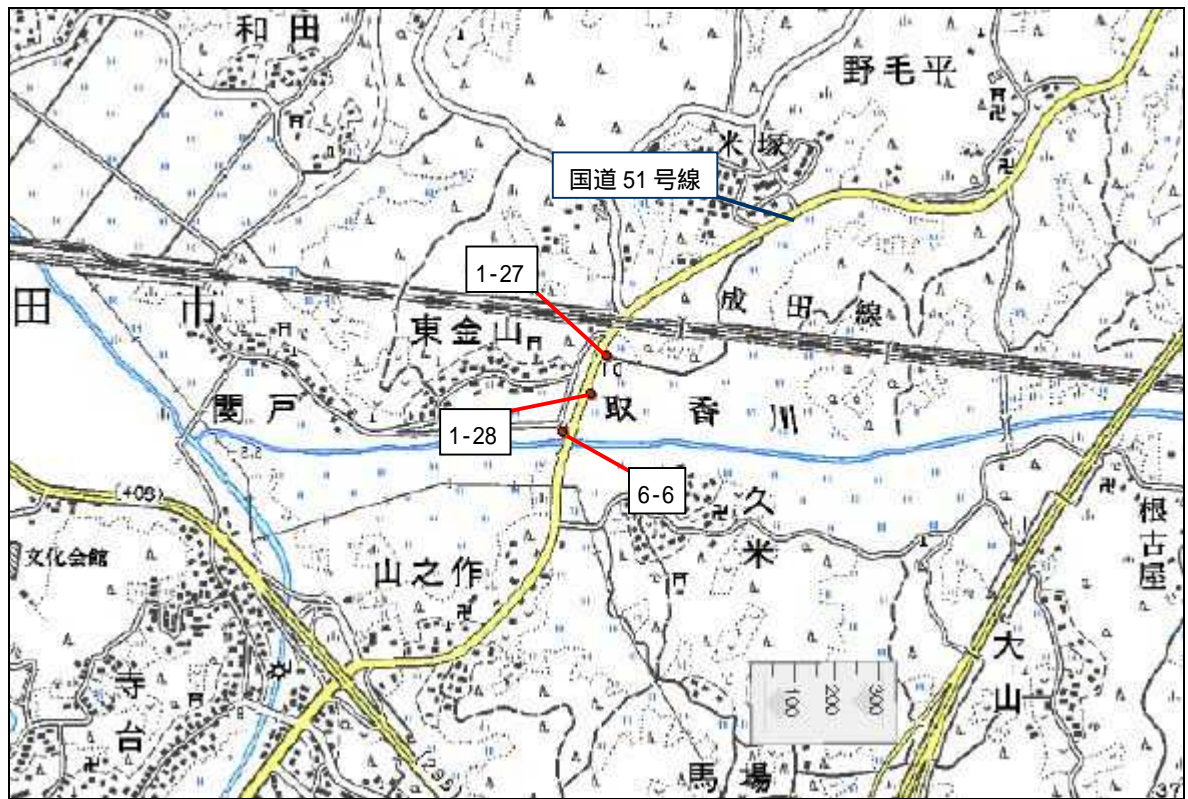 和田
野毛平
米塚
国道 51 号線
1-27
成田線
田市
東金山
取香川
関戸
1-28
6-6
久米
根古屋
(408)
文化会館
山之作
大山
寺台
100
200
300
馬場